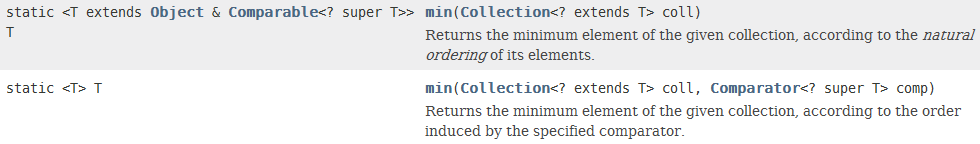 static <T extends Object & Comparable<? super T>> min(Collection<? extends T> coll)
T
Returns the minimum element of the given collection, according to the natural
ordering of its elements.
static <T> T min(Collection<? extends T> coll, Comparator<? super T> comp)
Returns the minimum element of the given collection, according to the order
induced by the specified comparator.